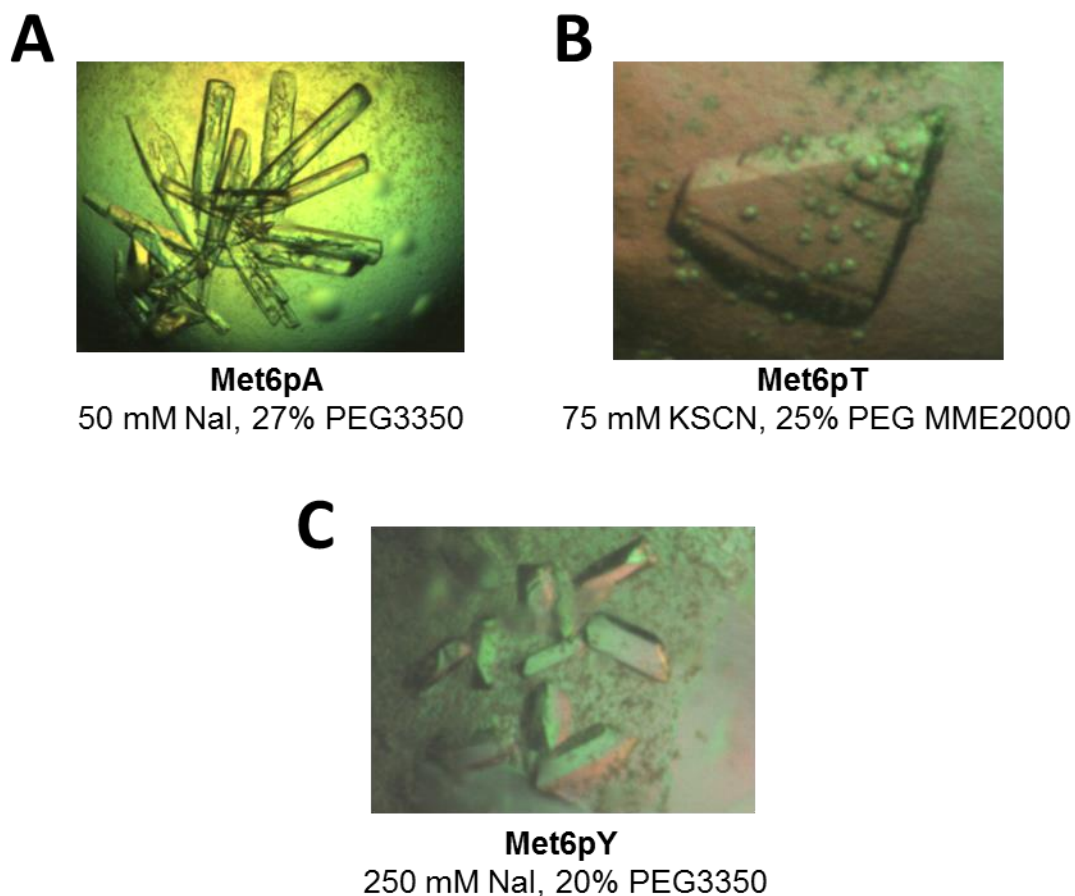 A
B
Met6pA
50 mM NaI, 27% PEG3350
Met6pT
75 mM KSCN, 25% PEG MME2000
C
Met6pY
250 mM NaI, 20% PEG3350